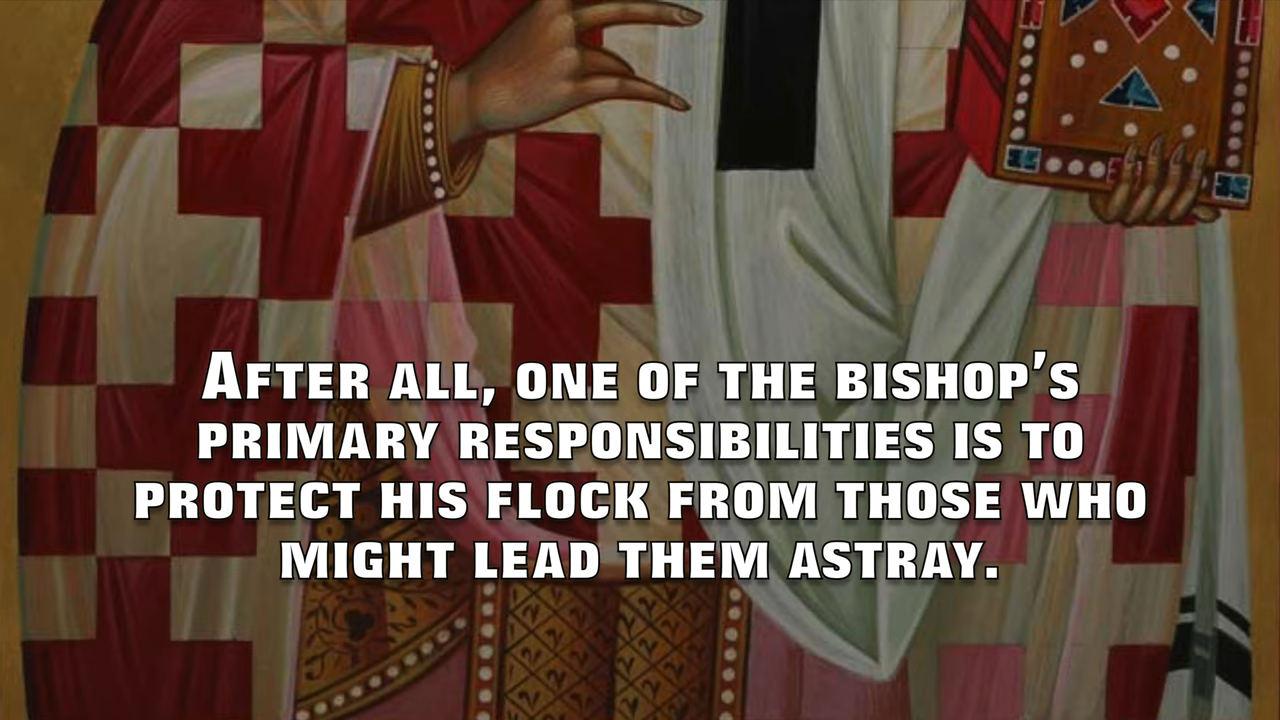 After all, one of the bishop’s
primary responsibilities is to
protect his flock from those who
might lead them astray.